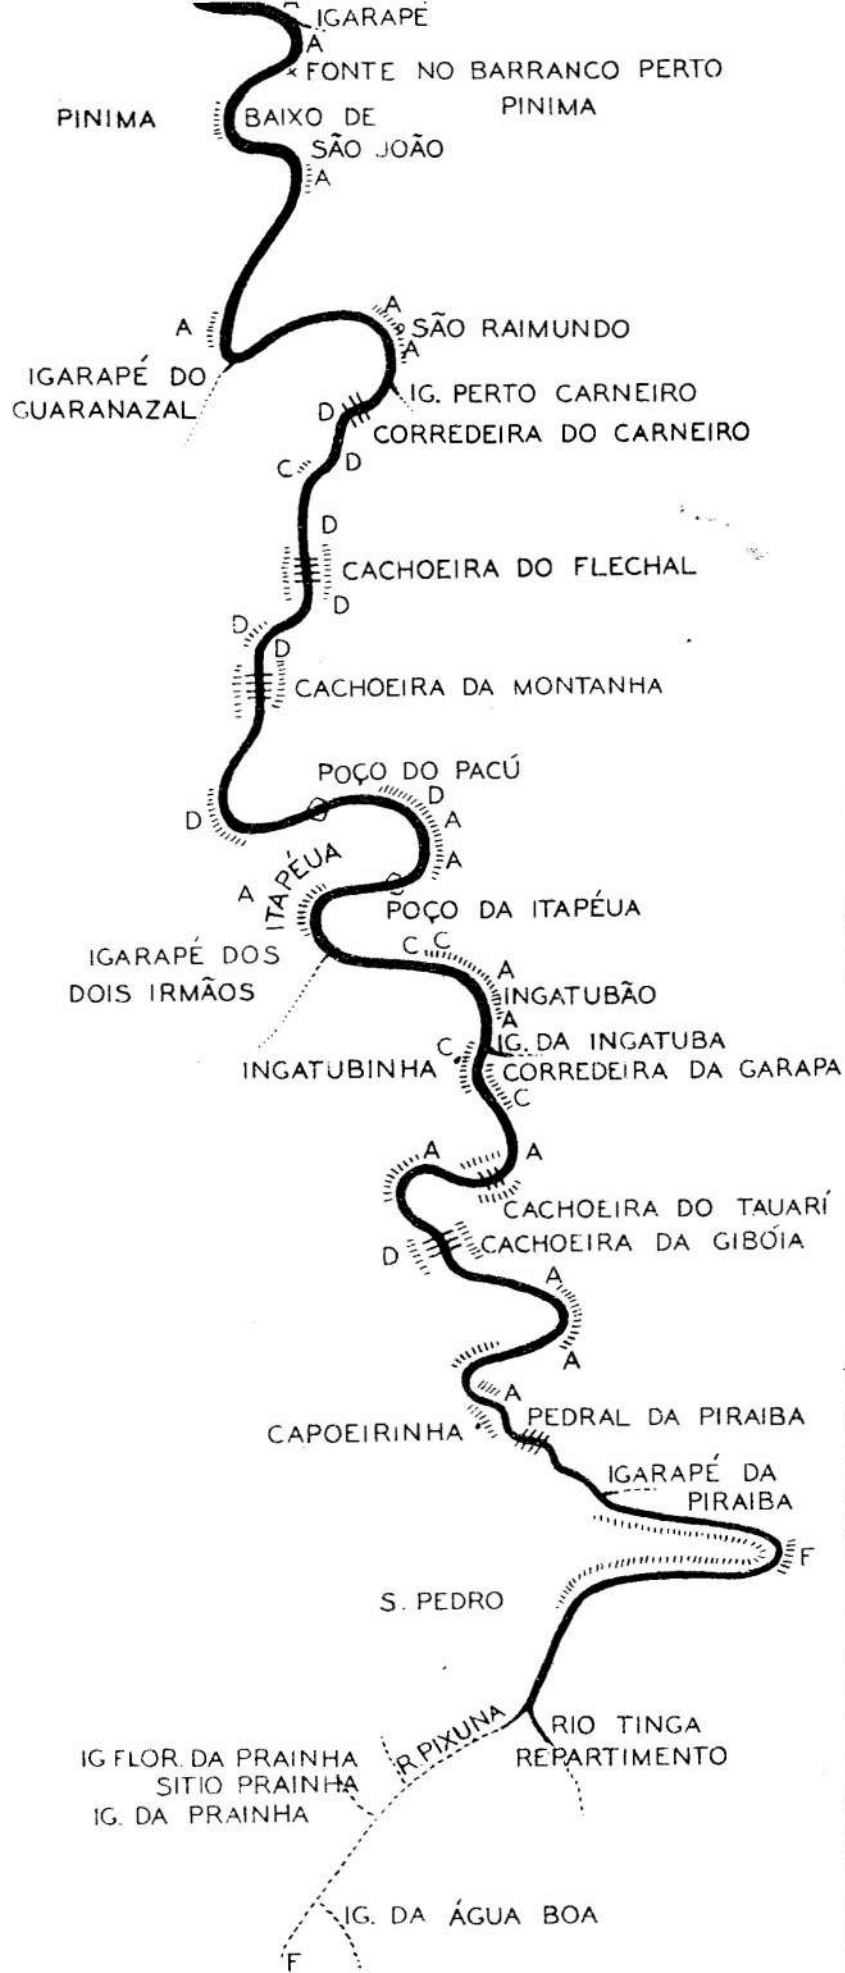 A
IGARAPÉ
A
× FONTE NO BARRANCO PERTO
PINIMA
PINIMA
BAIXO DE
SÃO JOÃO
A
A
A
SÃO RAIMUNDO
A
IGARAPÉ DO
GUARANAZAL
IG. PERTO CARNEIRO
D
CORREDEIRA DO CARNEIRO
C
D
D
CACHOEIRA DO FLECHAL
D
D
D
CACHOEIRA DA MONTANHA
POÇO DO PACÚ
D
D
A
A
ITAPÉUA
A
POÇO DA ITAPÉUA
C C
IGARAPÉ DOS
DOIS IRMÃOS
A
INGATUBÃO
A
IG. DA INGATUBA
C
INGATUBINHA
CORREDEIRA DA GARAPA
C
A
A
CACHOEIRA DO TAUARÍ
D
CACHOEIRA DA GIBÓIA
A
A
A
CAPOEIRINHA
PEDRAL DA PIRAIBA
IGARAPÉ DA
PIRAIBA
F
S. PEDRO
R. PIXUNA
RIO TINGA
REPARTIMENTO
IG FLOR. DA PRAINHA
SITIO PRAINHA
IG. DA PRAINHA
IG. DA ÁGUA BOA
F